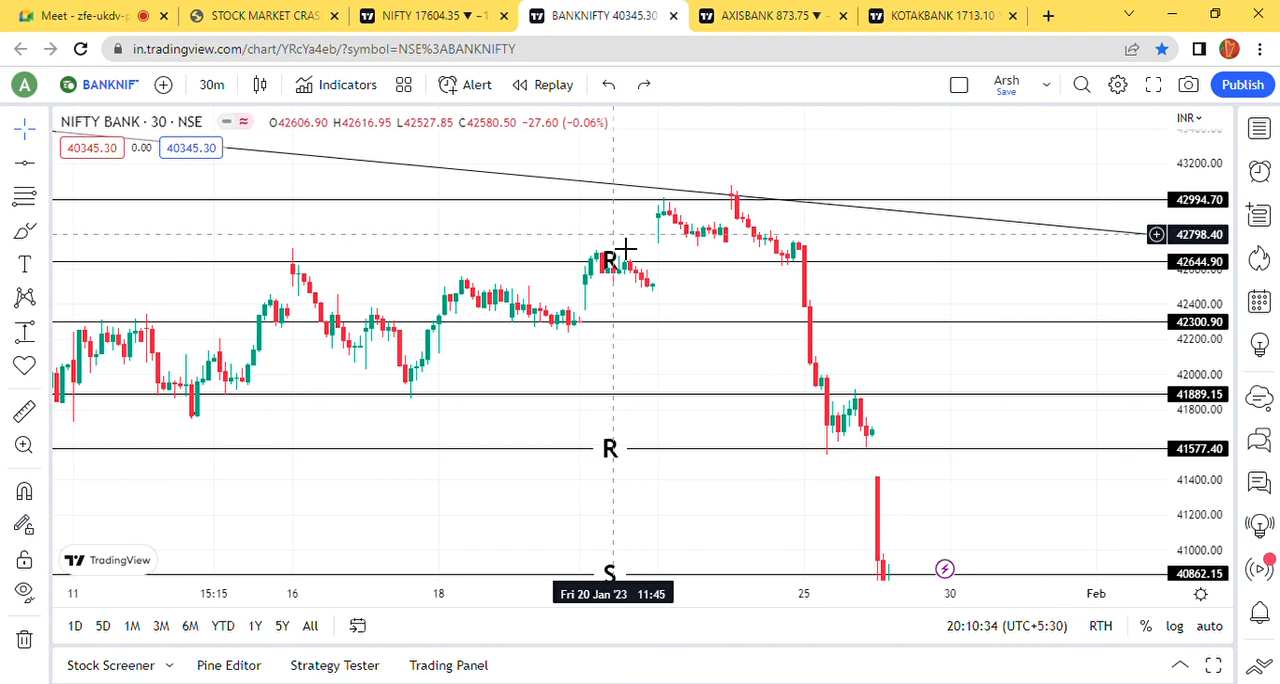 Meet - zfe-ukdv-p
STOCK MARKET CRAS
NIFTY 17604.35 ▼ −1.
BANKNIFTY 40345.30
AXISBANK 873.75 ▼ −
KOTAKBANK 1713.10
in.tradingview.com/chart/YRcYa4eb/?symbol=NSE%3ABANKNIFTY
A
BANKNIF
30m
Indicators
Alert
Replay
Arsh
Save
Publish
NIFTY BANK · 30 · NSE
O42606.90 H42616.95 L42527.85 C42580.50 −27.60 (−0.06%)
INR
40345.30
0.00
40345.30
43400.00
43200.00
42994.70
42798.40
R
42644.90
42600.00
42400.00
42300.90
42200.00
42000.00
41889.15
41800.00
R
41577.40
41400.00
41200.00
41000.00
TradingView
S
40862.15
11
15:15
16
18
Fri 20 Jan '23 11:45
25
30
Feb
1D
5D
1M
3M
6M
YTD
1Y
5Y
All
20:10:34 (UTC+5:30)
RTH
%
log
auto
Stock Screener
Pine Editor
Strategy Tester
Trading Panel